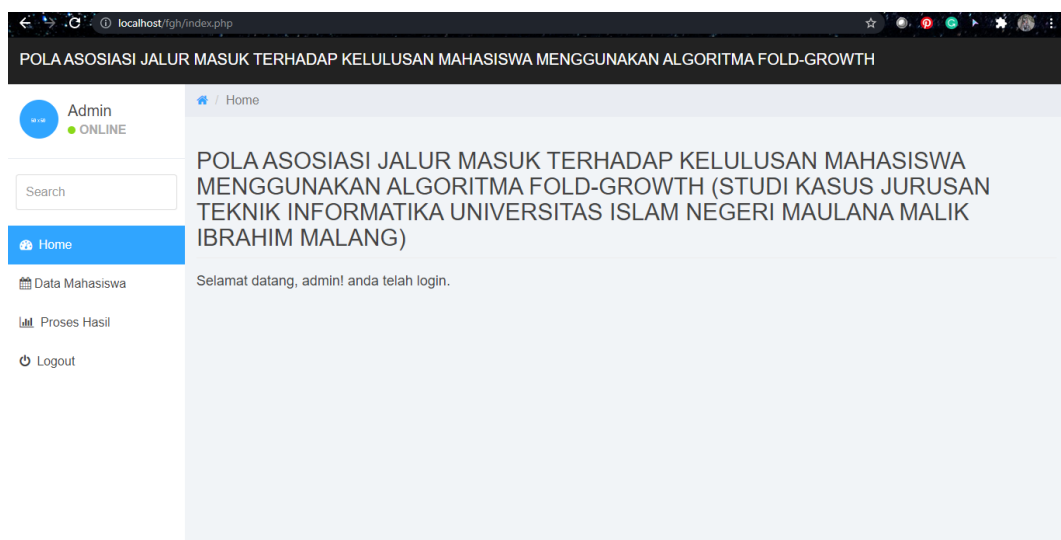 localhost/fgh/index.php
POLA ASOSIASI JALUR MASUK TERHADAP KELULUSAN MAHASISWA MENGGUNAKAN ALGORITMA FOLD-GROWTH
Admin
ONLINE
Search
Home
Data Mahasiswa
Proses Hasil
Logout
/ Home
POLA ASOSIASI JALUR MASUK TERHADAP KELULUSAN MAHASISWA
MENGGUNAKAN ALGORITMA FOLD-GROWTH (STUDI KASUS JURUSAN
TEKNIK INFORMATIKA UNIVERSITAS ISLAM NEGERI MAULANA MALIK
IBRAHIM MALANG)
Selamat datang, admin! anda telah login.